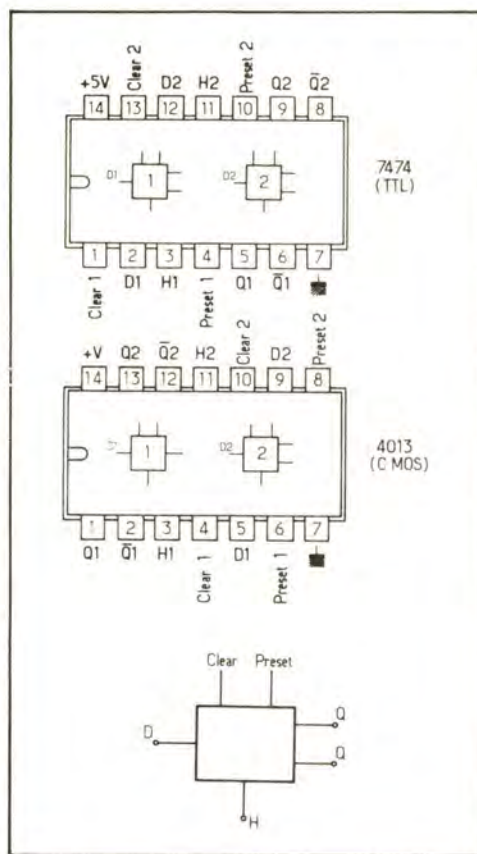 Clear 2
Preset 2
+5V D2 H2 Q2 Q̅2
14 13 12 11 10 9 8
D1 1 D2 2
7474
(TTL)
1 2 3 4 5 6 7
D1 H1 Q1 Q̅1
Clear 1
Preset 1
Clear 2
Preset 2
+V Q2 Q̅2 H2 D2
14 13 12 11 10 9 8
1 D2 2
4013
(C MOS)
1 2 3 4 5 6 7
Q1 Q̅1 H1 D1
Clear 1
Preset 1
Clear Preset
Q
D
Q
H